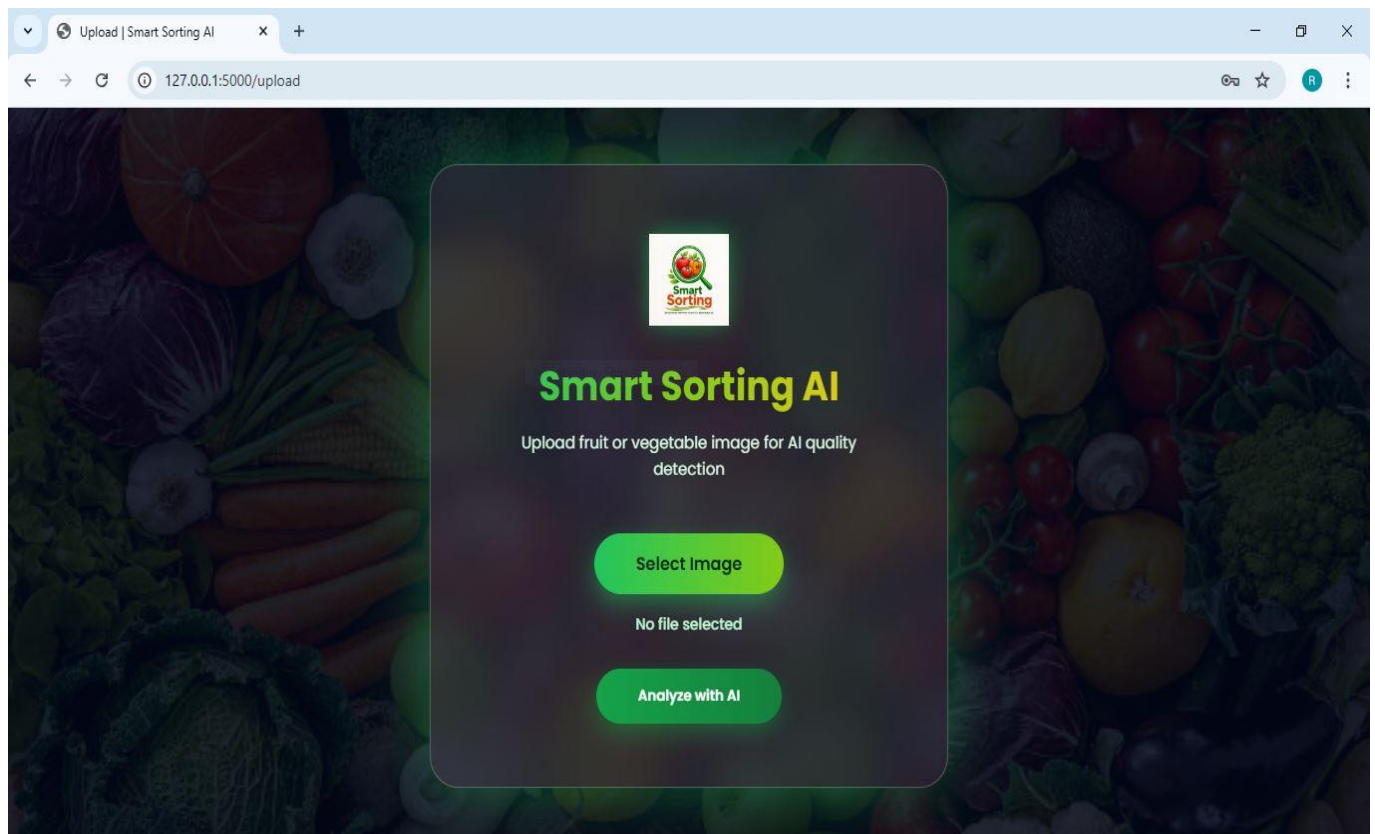 Upload | Smart Sorting AI
127.0.0.1:5000/upload
R
Smart
Sorting
Smart Sorting AI
Upload fruit or vegetable image for AI quality
detection
Select Image
No file selected
Analyze with AI